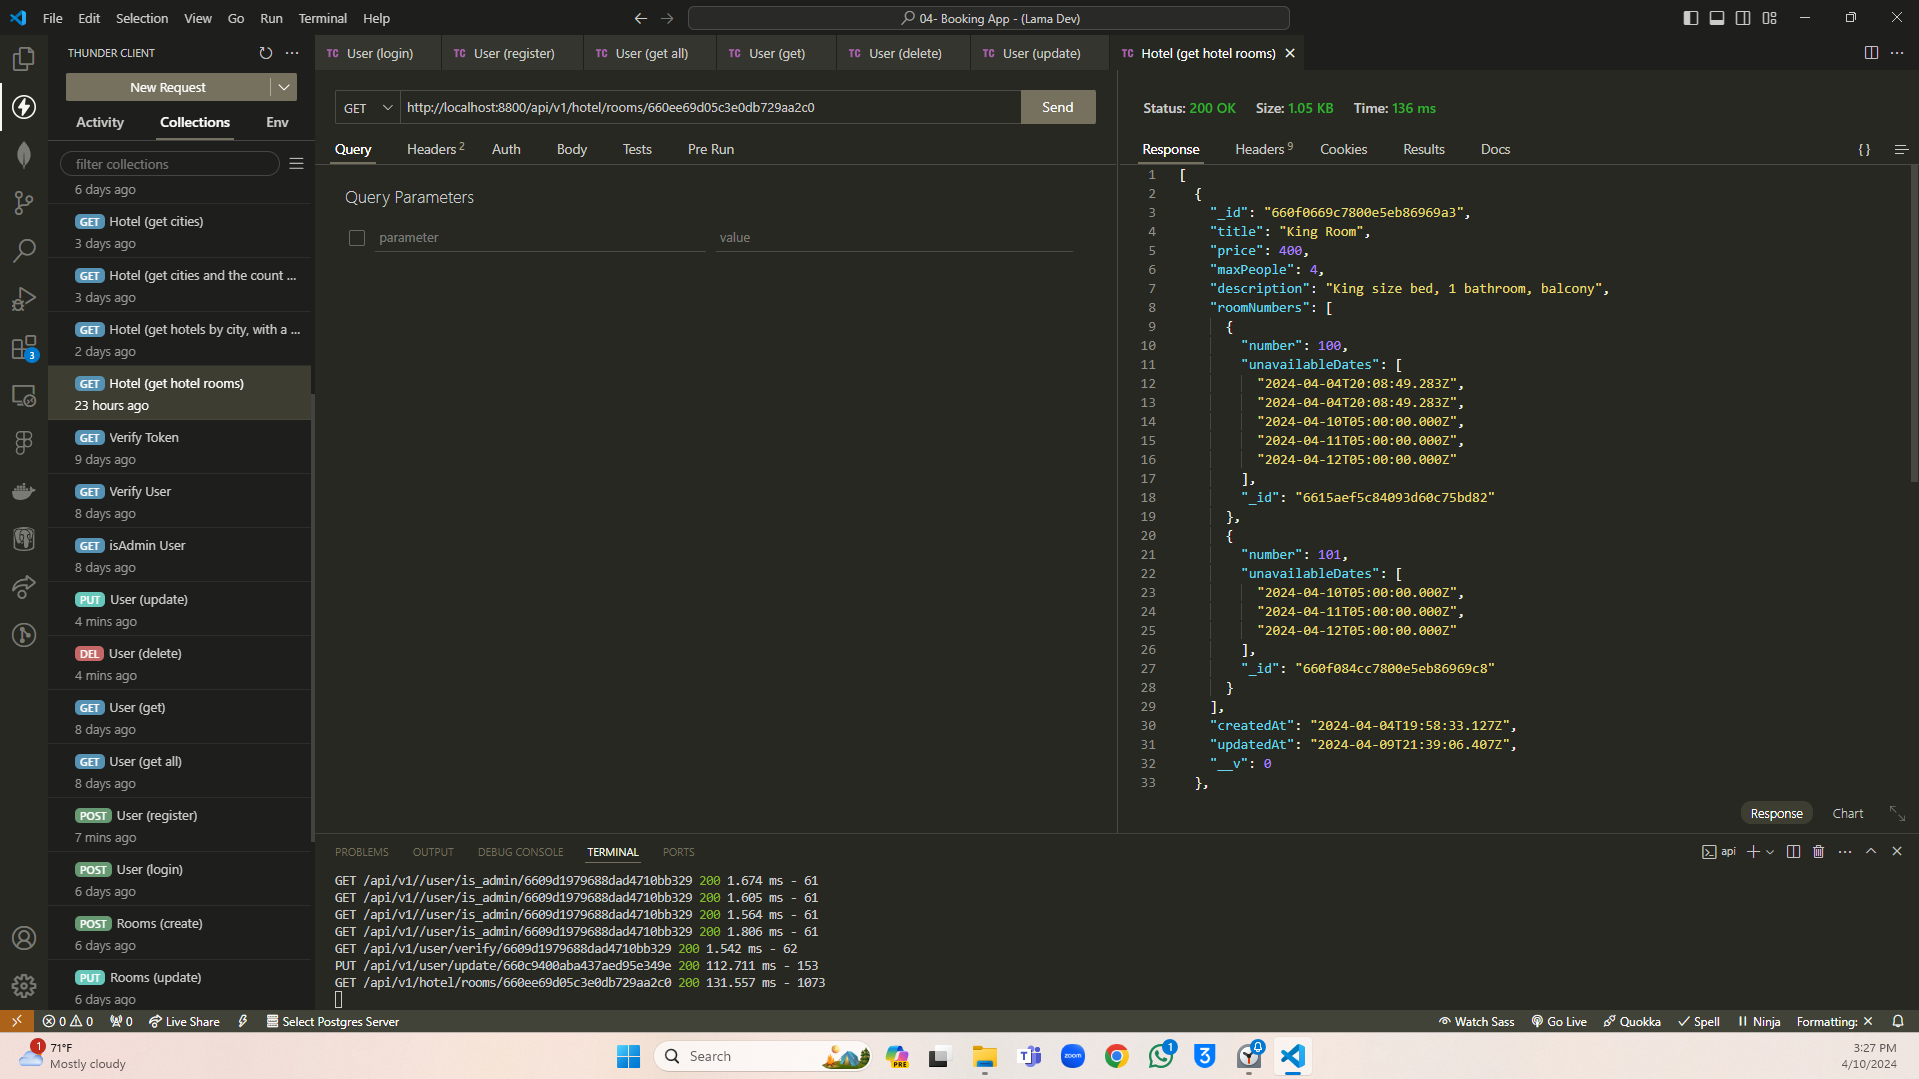 File Edit Selection View Go Run Terminal Help
04- Booking App - (Lama Dev)
THUNDER CLIENT
New Request
Activity Collections Env
filter collections
6 days ago
GET Hotel (get cities)
3 days ago
GET Hotel (get cities and the count ...
3 days ago
GET Hotel (get hotels by city, with a ...
2 days ago
GET Hotel (get hotel rooms)
23 hours ago
GET Verify Token
9 days ago
GET Verify User
8 days ago
GET isAdmin User
8 days ago
PUT User (update)
4 mins ago
DEL User (delete)
4 mins ago
GET User (get)
8 days ago
GET User (get all)
8 days ago
POST User (register)
7 mins ago
POST User (login)
6 days ago
POST Rooms (create)
6 days ago
PUT Rooms (update)
6 days ago
3
TC User (login) TC User (register) TC User (get all) TC User (get) TC User (delete) TC User (update) TC Hotel (get hotel rooms)
GET http://localhost:8800/api/v1/hotel/rooms/660ee69d05c3e0db729aa2c0 Send
Query Headers 2 Auth Body Tests Pre Run
Query Parameters
parameter value
Status: 200 OK Size: 1.05 KB Time: 136 ms
Response Headers 9 Cookies Results Docs
{ }
1 [
2 {
3 "_id": "660f0669c7800e5eb86969a3",
4 "title": "King Room",
5 "price": 400,
6 "maxPeople": 4,
7 "description": "King size bed, 1 bathroom, balcony",
8 "roomNumbers": [
9 {
10 "number": 100,
11 "unavailableDates": [
12 "2024-04-04T20:08:49.283Z",
13 "2024-04-04T20:08:49.283Z",
14 "2024-04-10T05:00:00.000Z",
15 "2024-04-11T05:00:00.000Z",
16 "2024-04-12T05:00:00.000Z"
17 ],
18 "_id": "6615aef5c84093d60c75bd82"
19 },
20 {
21 "number": 101,
22 "unavailableDates": [
23 "2024-04-10T05:00:00.000Z",
24 "2024-04-11T05:00:00.000Z",
25 "2024-04-12T05:00:00.000Z"
26 ],
27 "_id": "660f084cc7800e5eb86969c8"
28 }
29 ],
30 "createdAt": "2024-04-04T19:58:33.127Z",
31 "updatedAt": "2024-04-09T21:39:06.407Z",
32 "__v": 0
33 },
Response Chart
PROBLEMS OUTPUT DEBUG CONSOLE TERMINAL PORTS
api
GET /api/v1//user/is_admin/6609d1979688dad4710bb329 200 1.674 ms - 61
GET /api/v1//user/is_admin/6609d1979688dad4710bb329 200 1.605 ms - 61
GET /api/v1//user/is_admin/6609d1979688dad4710bb329 200 1.564 ms - 61
GET /api/v1//user/is_admin/6609d1979688dad4710bb329 200 1.806 ms - 61
GET /api/v1/user/verify/6609d1979688dad4710bb329 200 1.542 ms - 62
PUT /api/v1/user/update/660c9400aba437aed95e349e 200 112.711 ms - 153
GET /api/v1/hotel/rooms/660ee69d05c3e0db729aa2c0 200 131.557 ms - 1073
0 0 0 Live Share Select Postgres Server
Watch Sass Go Live Quokka Spell Ninja Formatting:
1
71°F
Mostly cloudy
Search
PRE
zoom
1
3
3:27 PM
4/10/2024